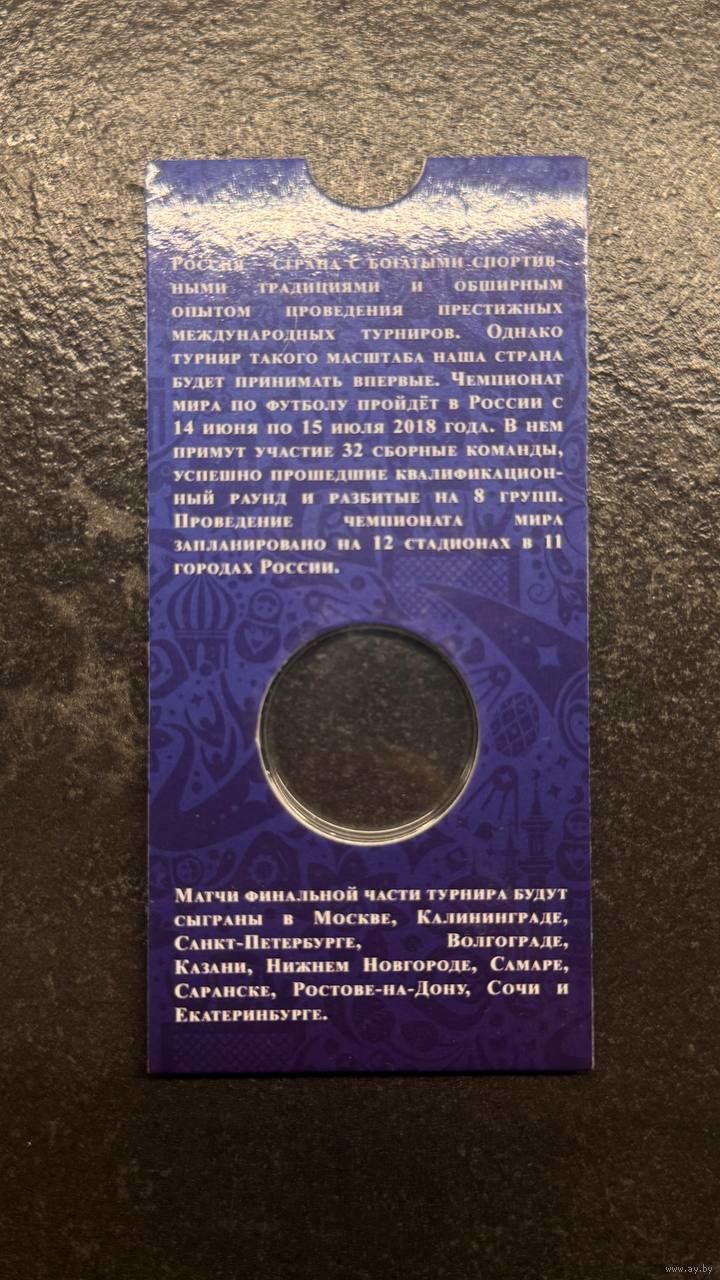 Россия – страна с богатыми спортив-
ными традициями и обширным
опытом проведения престижных
международных турниров. Однако
турнир такого масштаба наша страна
будет принимать впервые. Чемпионат
мира по футболу пройдёт в России с
14 июня по 15 июля 2018 года. В нем
примут участие 32 сборные команды,
успешно прошедшие квалификацион-
ный раунд и разбитые на 8 групп.
Проведение чемпионата мира
запланировано на 12 стадионах в 11
городах России.
Матчи финальной части турнира будут
сыграны в Москве, Калининграде,
Санкт-Петербурге, Волгограде,
Казани, Нижнем Новгороде, Самаре,
Саранске, Ростове-на-Дону, Сочи и
Екатеринбурге.
www.ay.by